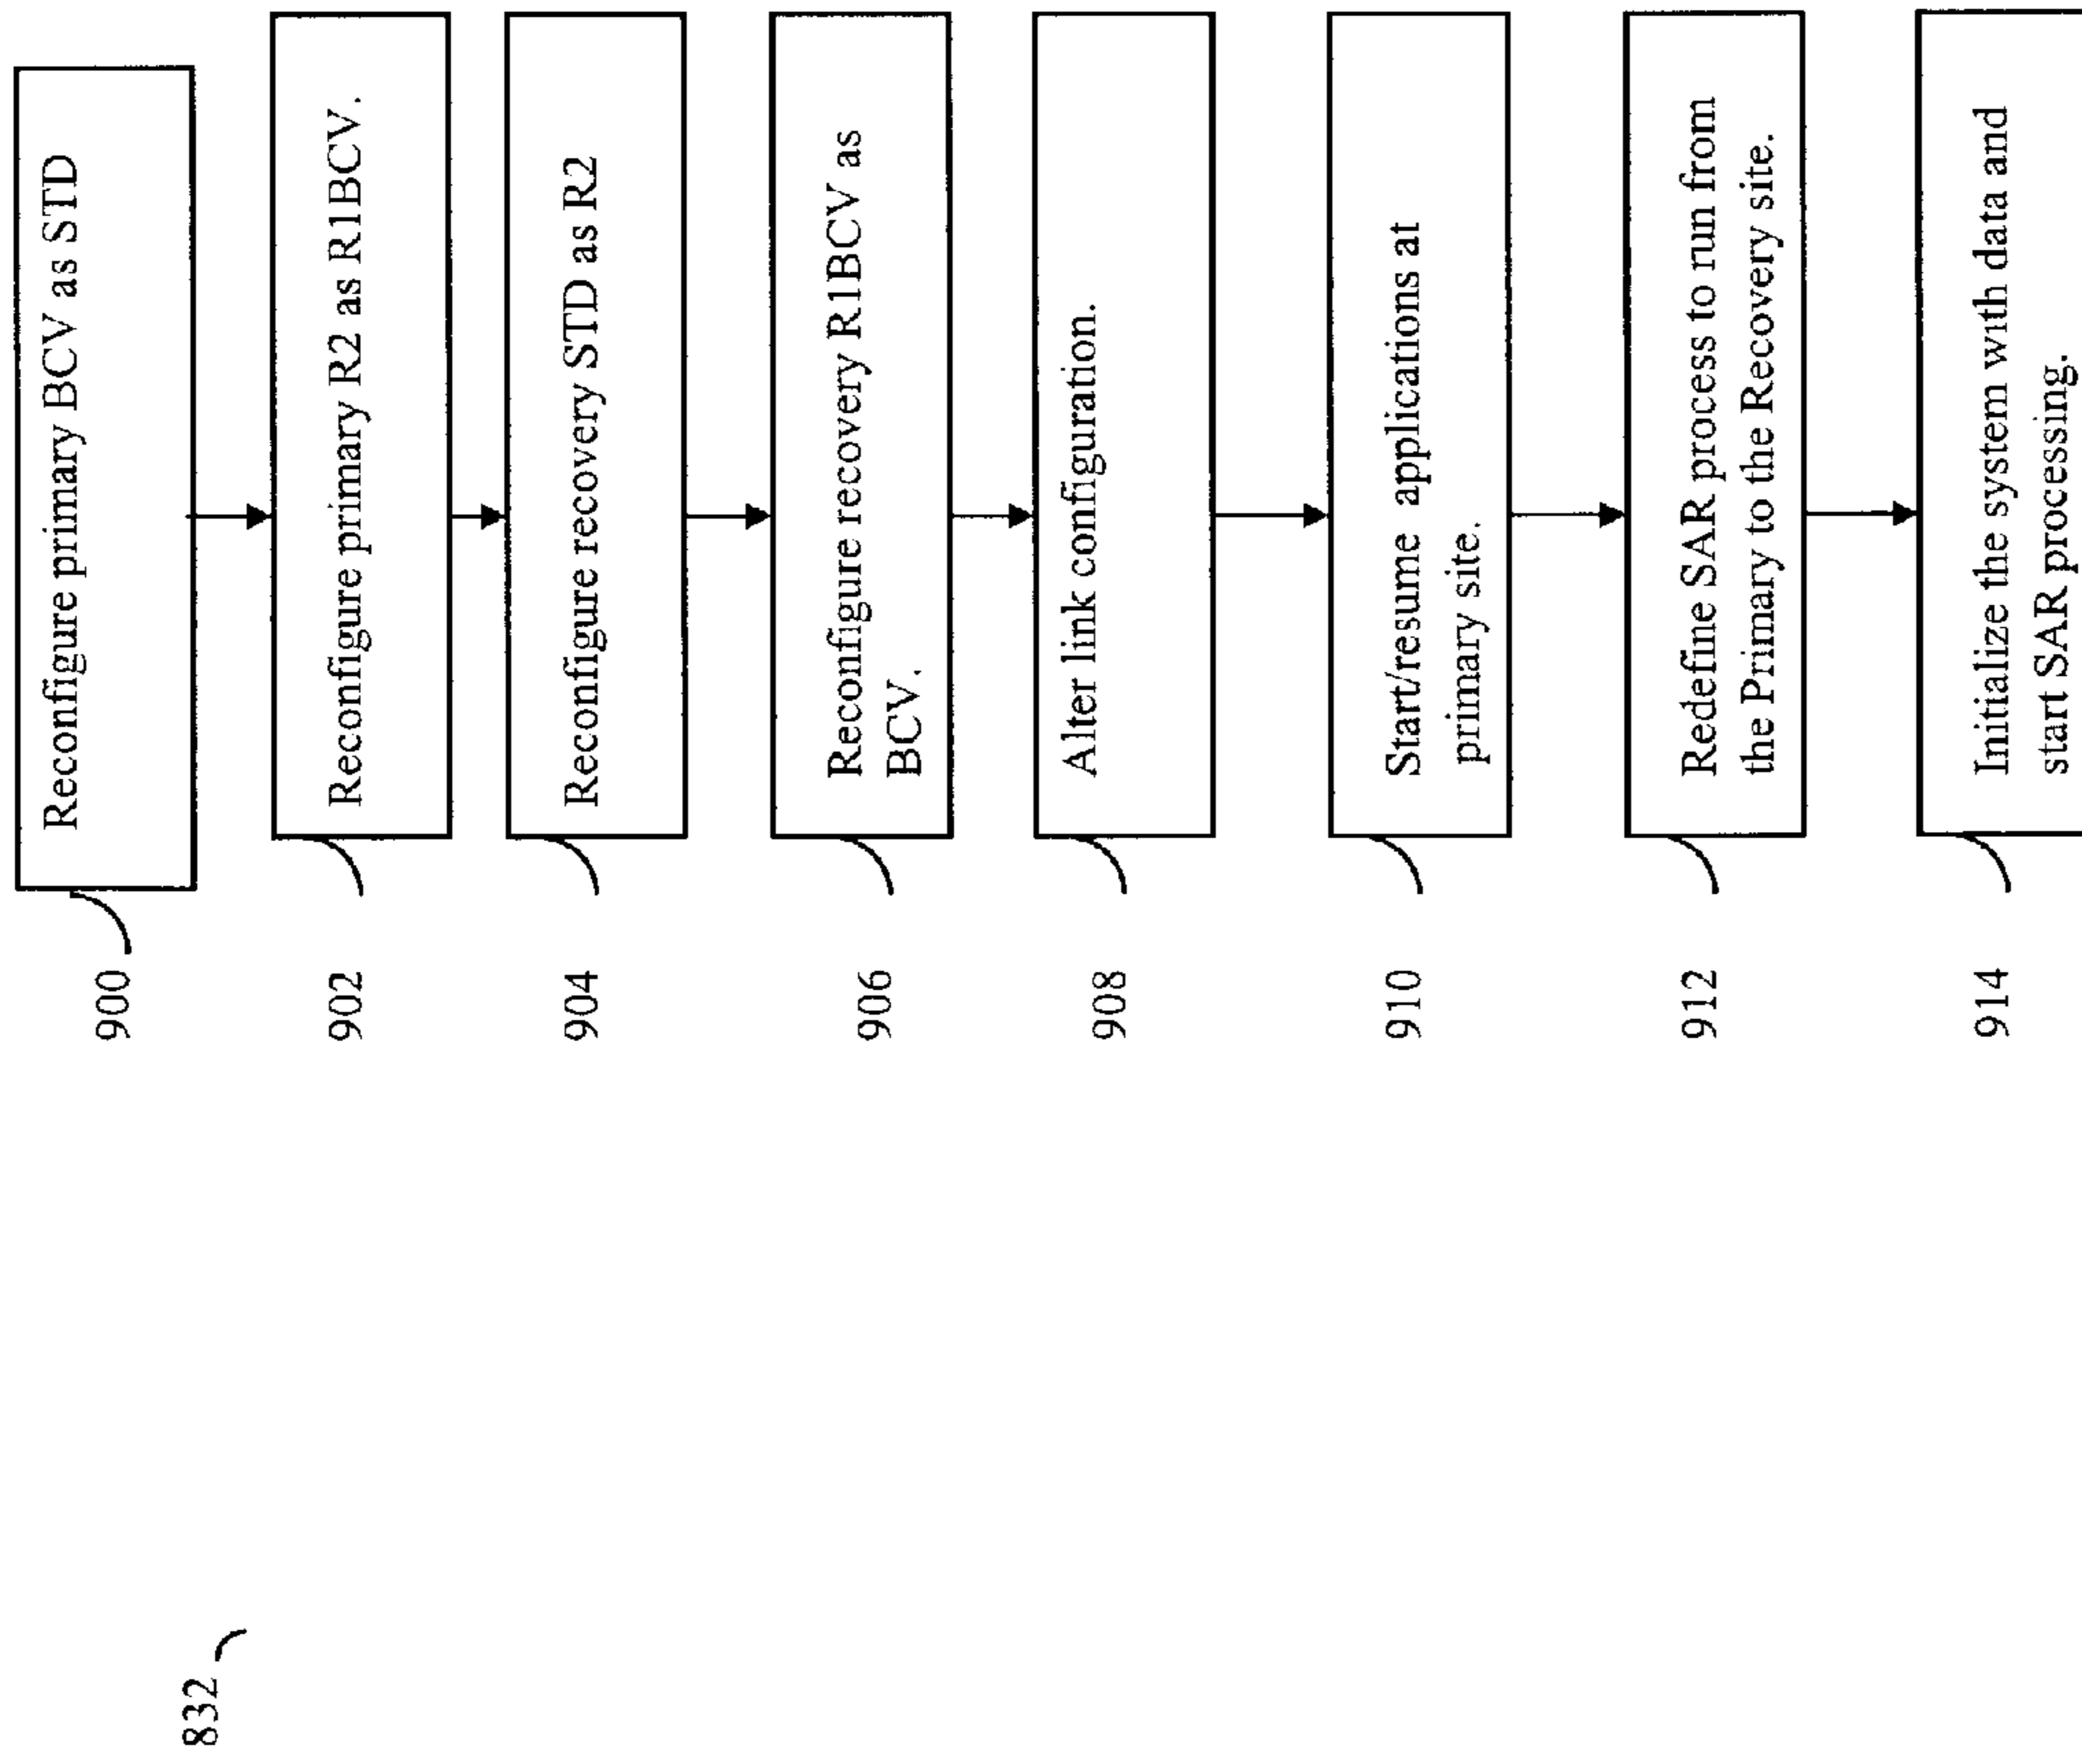 832
900
Reconfigure primary BCV as STD
902
Reconfigure primary R2 as R1BCV.
904
Reconfigure recovery STD as R2
906
Reconfigure recovery R1BCV as
BCV.
908
Alter link configuration.
910
Start/resume applications at
primary site.
912
Redefine SAR process to run from
the Primary to the Recovery site.
914
Initialize the system with data and
start SAR processing.